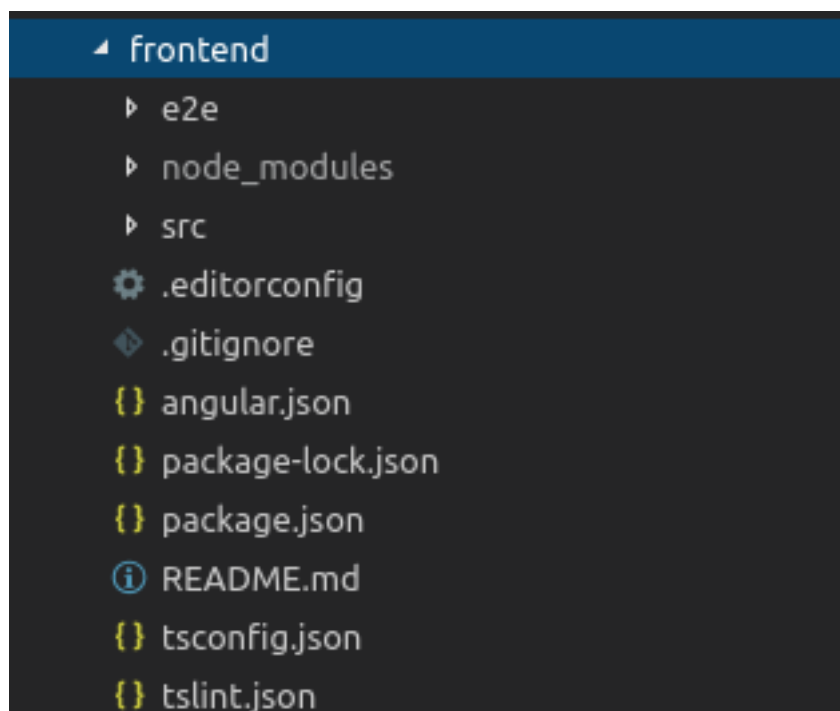 frontend
e2e
node_modules
src
.editorconfig
.gitignore
angular.json
package-lock.json
package.json
README.md
tsconfig.json
tslint.json